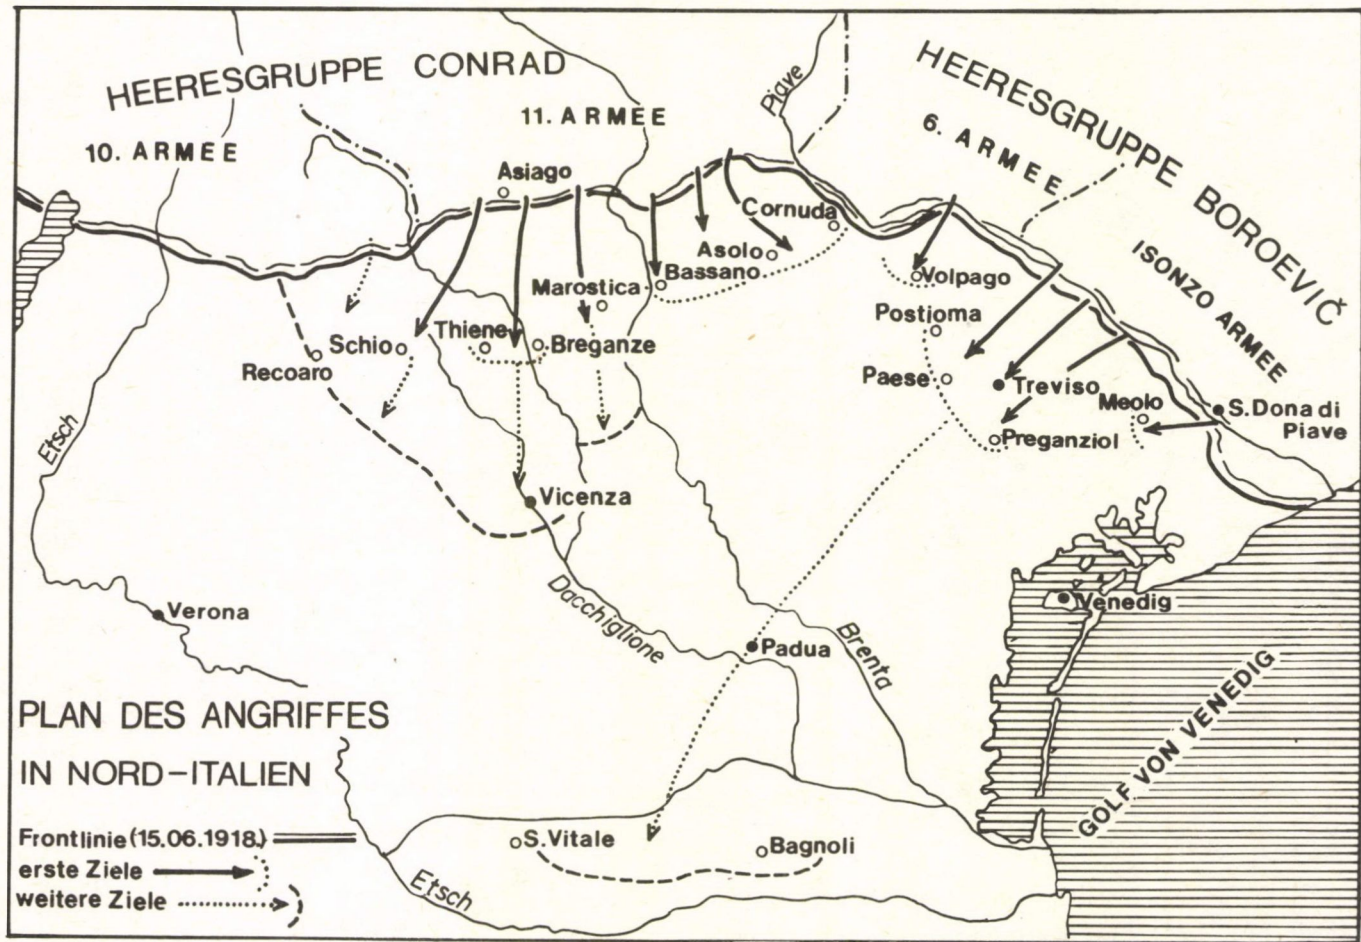 HEERESGRUPPE CONRAD
HEERESGRUPPE BOROEVIČ
10. ARMEE
11. ARMEE
6. ARMEE
ISONZO ARMEE
Piave
Asiago
Cornuda
Asolo
Bassano
Marostica
Volpago
Postioma
Schio
Thiene
Breganze
Recoaro
Paese
Treviso
Meolo
S. Dona di
Piave
Preganziol
Etsch
Vicenza
Dacchiglione
Verona
Venedig
Padua
Brenta
GOLF VON VENEDIG
PLAN DES ANGRIFFES
IN NORD-ITALIEN
Frontlinie (15.06.1918.)
erste Ziele
weitere Ziele
S. Vitale
Bagnoli
Etsch